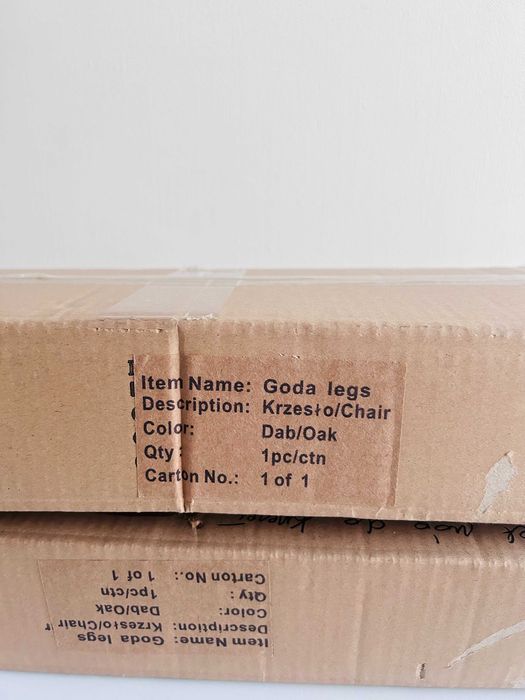 Item Name: Goda legs
Description: Krzesło/Chair
Color: Dab/Oak
Qty : 1pc/ctn
Carton No.: 1 of 1
Item Name: Goda legs
Description: Krzesło/Chair
Color: Dab/Oak
Qty : 1pc/ctn
Carton No.: 1 of 1